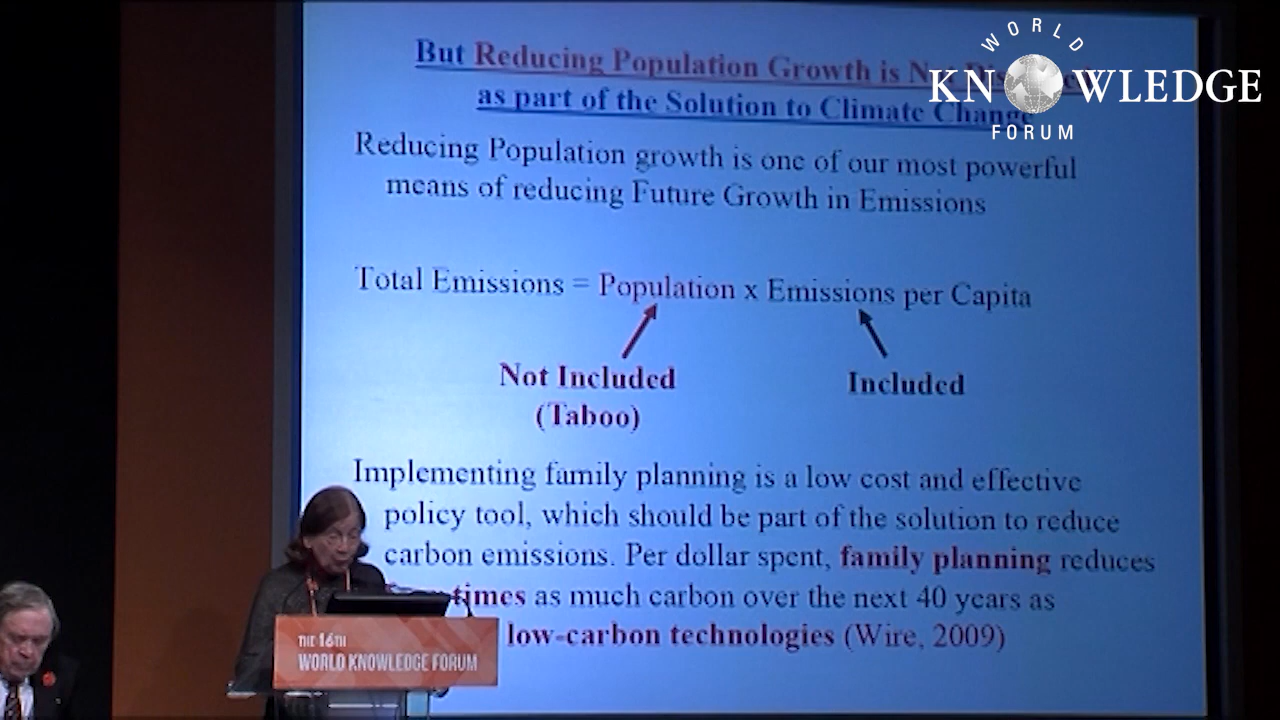 WORLD
KNOWLEDGE
FORUM
But Reducing Population Growth is
as part of the Solution to Climate Change
Reducing Population growth is one of our most powerful
means of reducing Future Growth in Emissions
Total Emissions = Population x Emissions per Capita
Not Included
(Taboo)
Included
Implementing family planning is a low cost and effective
policy tool, which should be part of the solution to reduce
carbon emissions. Per dollar spent, family planning reduces
times as much carbon over the next 40 years as
low-carbon technologies (Wire, 2009)
THE 16TH
WORLD KNOWLEDGE FORUM